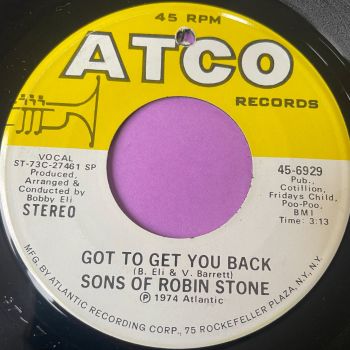 45 RPM
ATCO
RECORDS
VOCAL
ST-73C-27461 SP
Produced,
Arranged &
Conducted by
Bobby Eli
STEREO
45-6929
Pub.,
Cotillion,
Fridays Child,
Poo-Poo,
BMI
Time: 3:13
GOT TO GET YOU BACK
(B. Eli & V. Barrett)
SONS OF ROBIN STONE
Ⓟ 1974 Atlantic
MFG. BY ATLANTIC RECORDING CORP., 75 ROCKEFELLER PLAZA, N.Y., N.Y.